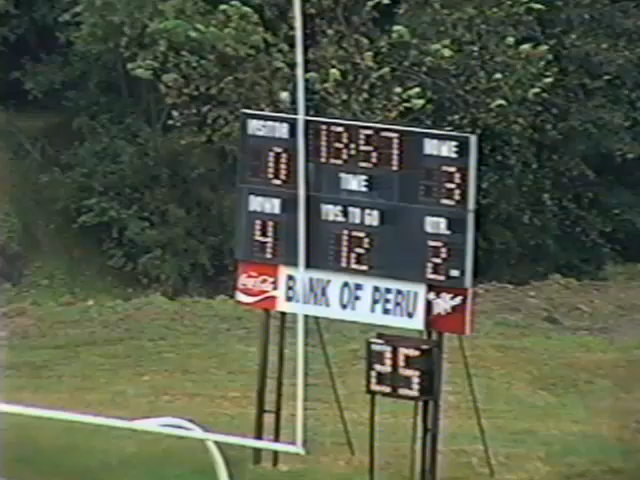 VISITOR 13:57 HOME
0 TIME 3
DOWN YDS. TO GO QTR.
4 12 2
Coca-Cola BANK OF PERU
25